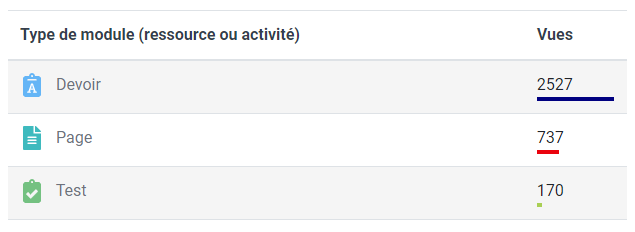 Type de module (ressource ou activité) Vues
Devoir 2527
Page 737
Test 170